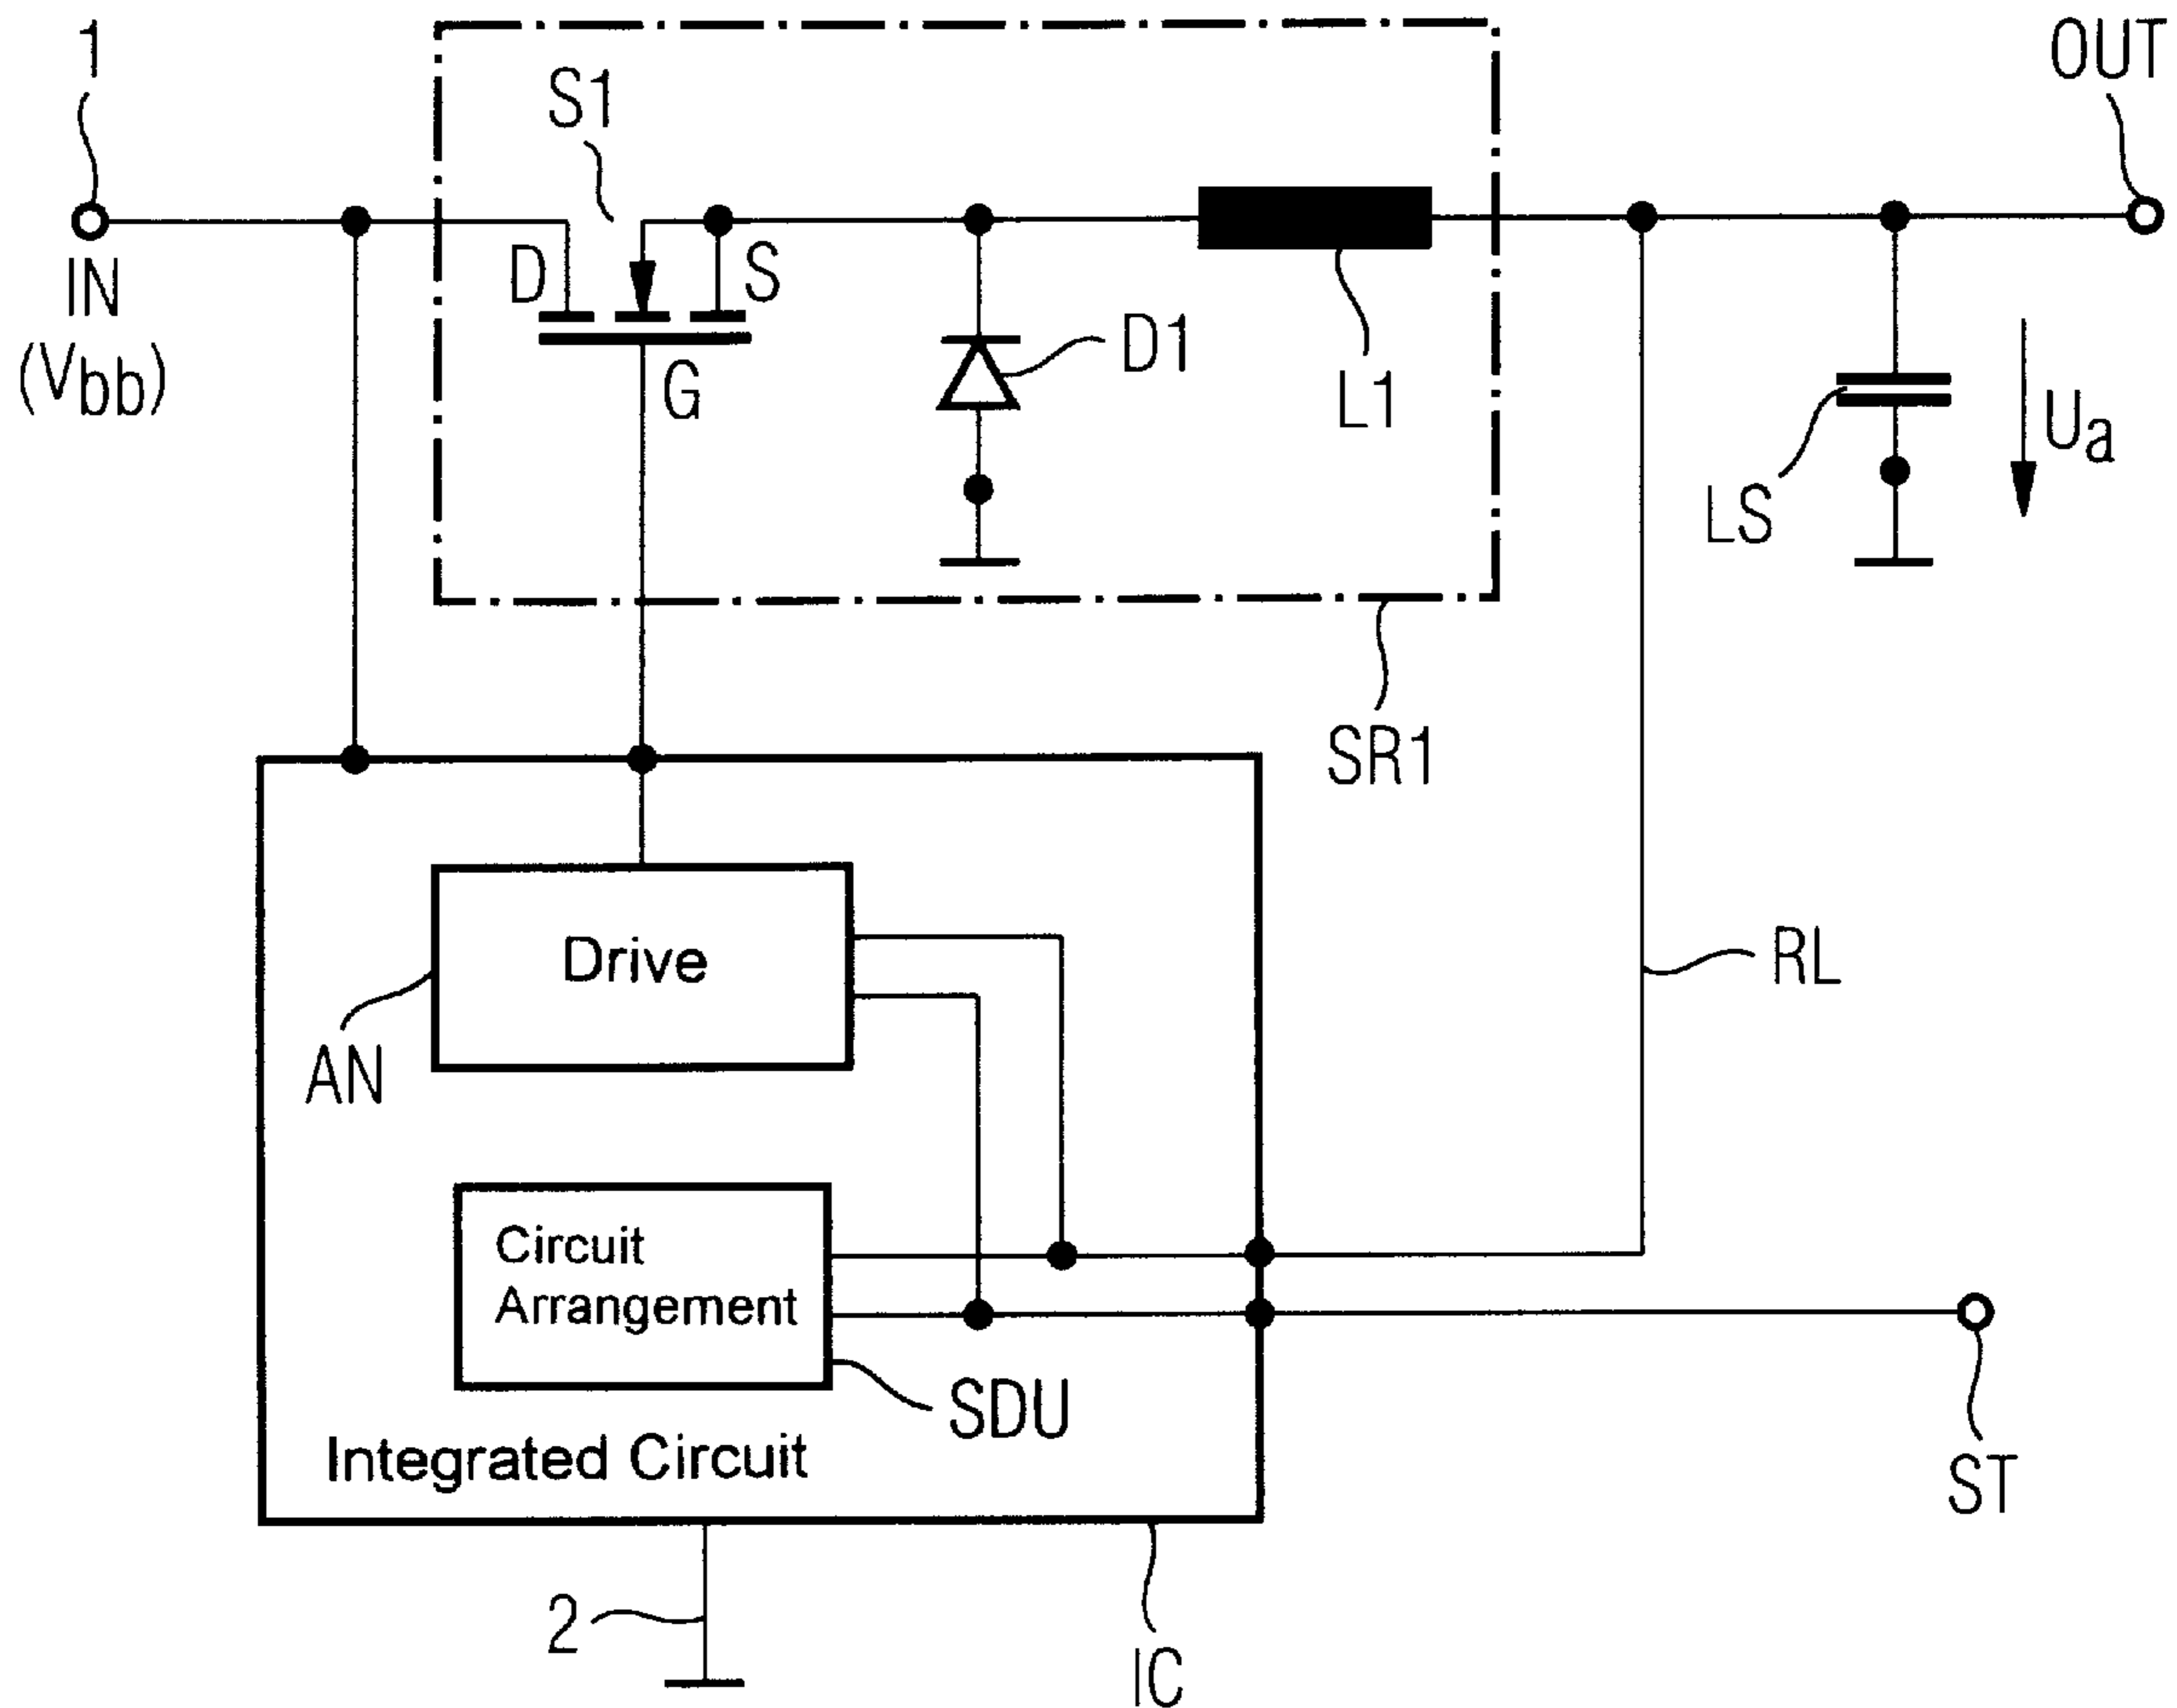 1
OUT
S1
IN
(Vbb)
D
S
G
D1
L1
LS
Ua
SR1
Drive
AN
RL
Circuit
Arrangement
SDU
Integrated Circuit
ST
2
IC